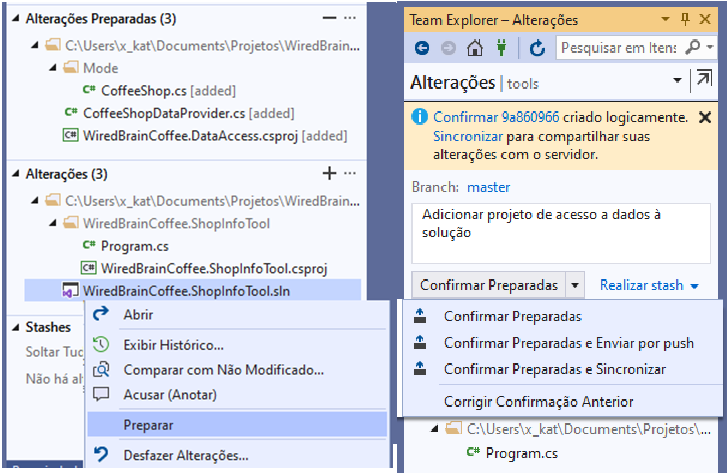 Alterações Preparadas (3)
C:\Users\x_kat\Documents\Projetos\WiredBrain...
Mode
C# CoffeeShop.cs [added]
C# CoffeeShopDataProvider.cs [added]
C# WiredBrainCoffee.DataAccess.csproj [added]
Alterações (3)
C:\Users\x_kat\Documents\Projetos\WiredBrain...
WiredBrainCoffee.ShopInfoTool
C# Program.cs
C# WiredBrainCoffee.ShopInfoTool.csproj
WiredBrainCoffee.ShopInfoTool.sln
Stashes
Soltar Tud
Não há al
Abrir
Exibir Histórico...
Comparar com Não Modificado...
Acusar (Anotar)
Preparar
Desfazer Alterações...
Team Explorer – Alterações
Pesquisar em Itens
Alterações | tools
Confirmar 9a860966 criado logicamente.
Sincronizar para compartilhar suas
alterações com o servidor.
Branch: master
Adicionar projeto de acesso a dados à
solução
Confirmar Preparadas
Realizar stash
Confirmar Preparadas
Confirmar Preparadas e Enviar por push
Confirmar Preparadas e Sincronizar
Corrigir Confirmação Anterior
C:\Users\x_kat\Documents\Projetos\...
C# Program.cs